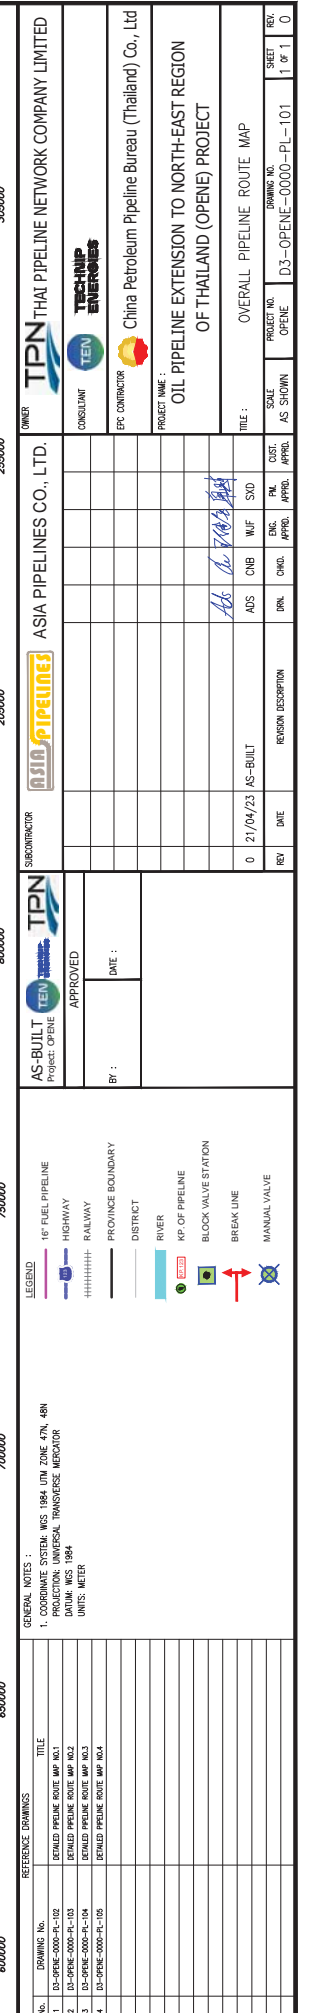 600000
650000
700000
750000
800000
REFERENCE DRAWINGS
No. DRAWING No. TITLE
1 D3-OPENE-0000-PL-102 DETAILED PIPELINE ROUTE MAP NO.1
2 D3-OPENE-0000-PL-103 DETAILED PIPELINE ROUTE MAP NO.2
3 D3-OPENE-0000-PL-104 DETAILED PIPELINE ROUTE MAP NO.3
4 D3-OPENE-0000-PL-105 DETAILED PIPELINE ROUTE MAP NO.4
GENERAL NOTES :
1. COORDINATE SYSTEM: WGS 1984 UTM ZONE 47N, 48N
PROJECTION: UNIVERSAL TRANSVERSE MERCATOR
DATUM: WGS 1984
UNITS: METER
LEGEND
16" FUEL PIPELINE
123 HIGHWAY
RAILWAY
PROVINCE BOUNDARY
DISTRICT
RIVER
KP. OF PIPELINE
BLOCK VALVE STATION
BREAK LINE
MANUAL VALVE
AS-BUILT T.EN TPN
Project: OPENE
APPROVED
BY : DATE :
SUBCONTRACTOR
ASIA PIPELINES ASIA PIPELINES CO., LTD.
0 21/04/23 AS-BUILT ADS CNB WJF SXD
REV DATE REVISION DESCRIPTION DRN. CHKD. ENG. APPRD. PM. APPRD. CUST. APPRD.
OWNER
TPN THAI PIPELINE NETWORK COMPANY LIMITED
CONSULTANT
T.EN TECHNIP ENERGIES
EPC CONTRACTOR
China Petroleum Pipeline Bureau (Thailand) Co., Ltd
PROJECT NAME :
OIL PIPELINE EXTENSION TO NORTH-EAST REGION
OF THAILAND (OPENE) PROJECT
TITLE :
OVERALL PIPELINE ROUTE MAP
SCALE PROJECT NO. DRAWING NO. SHEET REV.
AS SHOWN OPENE D3-OPENE-0000-PL-101 1 OF 1 0